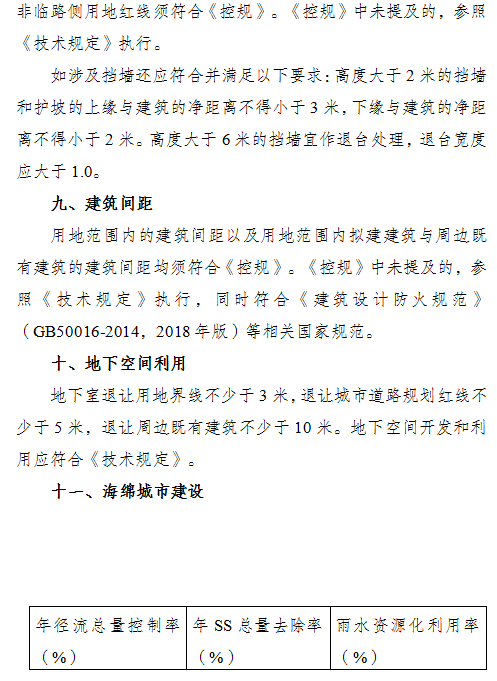 非临路侧用地红线须符合《控规》。《控规》中未提及的，参照
《技术规定》执行。
如涉及挡墙还应符合并满足以下要求：高度大于 2 米的挡墙
和护坡的上缘与建筑的净距离不得小于 3 米，下缘与建筑的净距
离不得小于 2 米。高度大于 6 米的挡墙宜作退台处理，退台宽度
应大于 1.0。
九、建筑间距
用地范围内的建筑间距以及用地范围内拟建建筑与周边既
有建筑的建筑间距均须符合《控规》。《控规》中未提及的，参
照《技术规定》执行，同时符合《建筑设计防火规范》
（GB50016-2014，2018 年版）等相关国家规范。
十、地下空间利用
地下室退让用地界线不少于 3 米，退让城市道路规划红线不
少于 5 米，退让周边既有建筑不少于 10 米。地下空间开发和利
用应符合《技术规定》。
十一、海绵城市建设
年径流总量控制率 年 SS 总量去除率 雨水资源化利用率
（%） （%） （%）